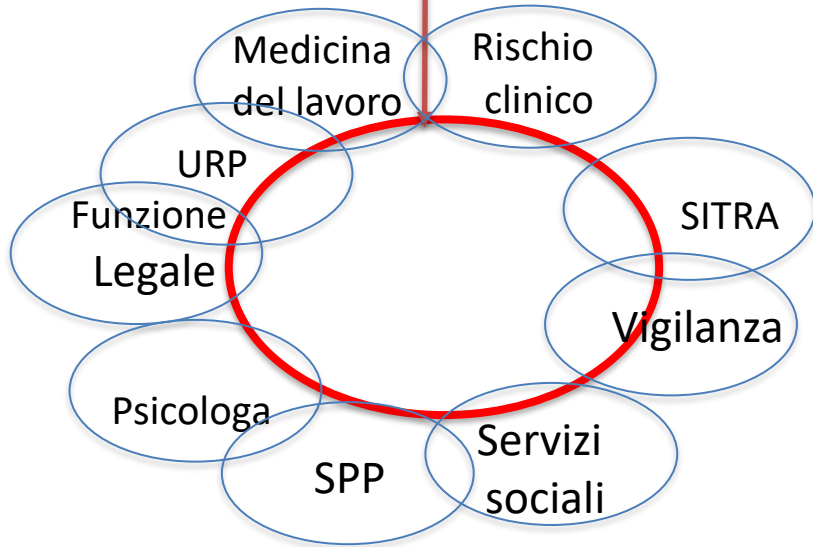 Medicina
del lavoro
Rischio
clinico
URP
SITRA
Funzione
Legale
Vigilanza
Psicologa
Servizi
sociali
SPP